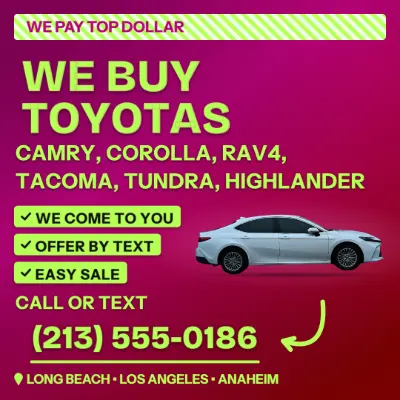 WE PAY TOP DOLLAR
WE BUY
TOYOTAS
CAMRY, COROLLA, RAV4,
TACOMA, TUNDRA, HIGHLANDER
WE COME TO YOU
OFFER BY TEXT
EASY SALE
CALL OR TEXT
(213) 555-0186
LONG BEACH • LOS ANGELES • ANAHEIM